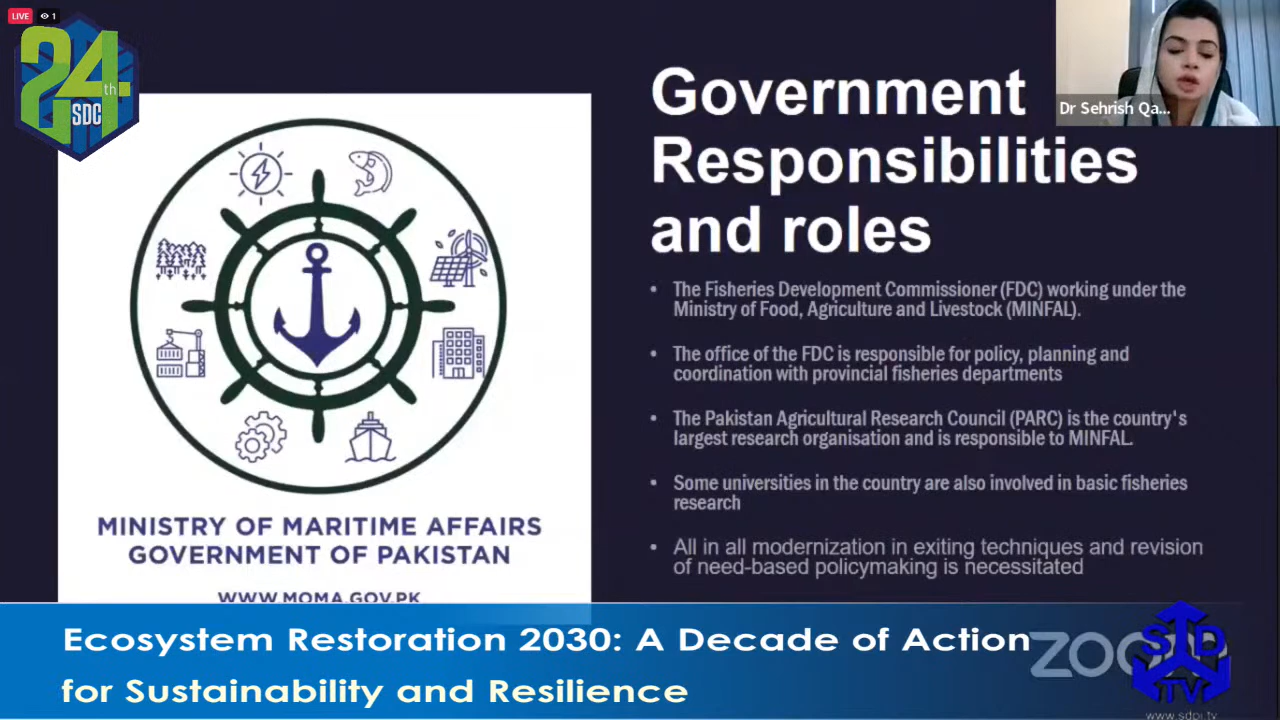 LIVE 1
24th
SDC
Government
Responsibilities
and roles
Dr Sehrish Qa...
• The Fisheries Development Commissioner (FDC) working under the
Ministry of Food, Agriculture and Livestock (MINFAL).
• The office of the FDC is responsible for policy, planning and
coordination with provincial fisheries departments
• The Pakistan Agricultural Research Council (PARC) is the country's
largest research organisation and is responsible to MINFAL.
• Some universities in the country are also involved in basic fisheries
research
• All in all modernization in exiting techniques and revision
of need-based policymaking is necessitated
MINISTRY OF MARITIME AFFAIRS
GOVERNMENT OF PAKISTAN
WWW.MOMA.GOV.PK
Ecosystem Restoration 2030: A Decade of Action
for Sustainability and Resilience
zoom
SD
TV
www.sdpi.tv